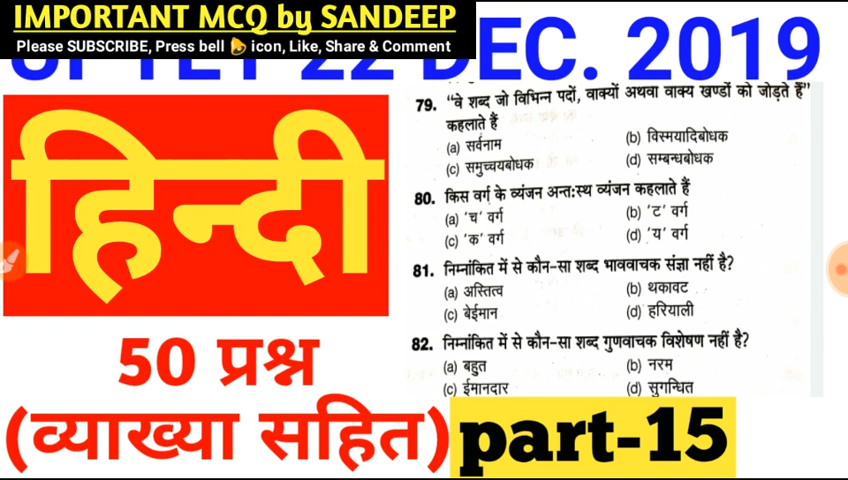 IMPORTANT MCQ by SANDEEP
Please SUBSCRIBE, Press bell icon, Like, Share & Comment
22 DEC. 2019
हिन्दी
50 प्रश्न
(व्याख्या सहित)
part-15
79. "वे शब्द जो विभिन्न पदों, वाक्यों अथवा वाक्य खण्डों को जोड़ते हैं"
कहलाते हैं
(a) सर्वनाम (b) विस्मयादिबोधक
(c) समुच्चयबोधक (d) सम्बन्धबोधक
80. किस वर्ग के व्यंजन अन्त:स्थ व्यंजन कहलाते हैं
(a) 'च' वर्ग (b) 'ट' वर्ग
(c) 'क' वर्ग (d) 'य' वर्ग
81. निम्नांकित में से कौन-सा शब्द भाववाचक संज्ञा नहीं है?
(a) अस्तित्व (b) थकावट
(c) बेईमान (d) हरियाली
82. निम्नांकित में से कौन-सा शब्द गुणवाचक विशेषण नहीं है?
(a) बहुत (b) नरम
(c) ईमानदार (d) सुगन्धित